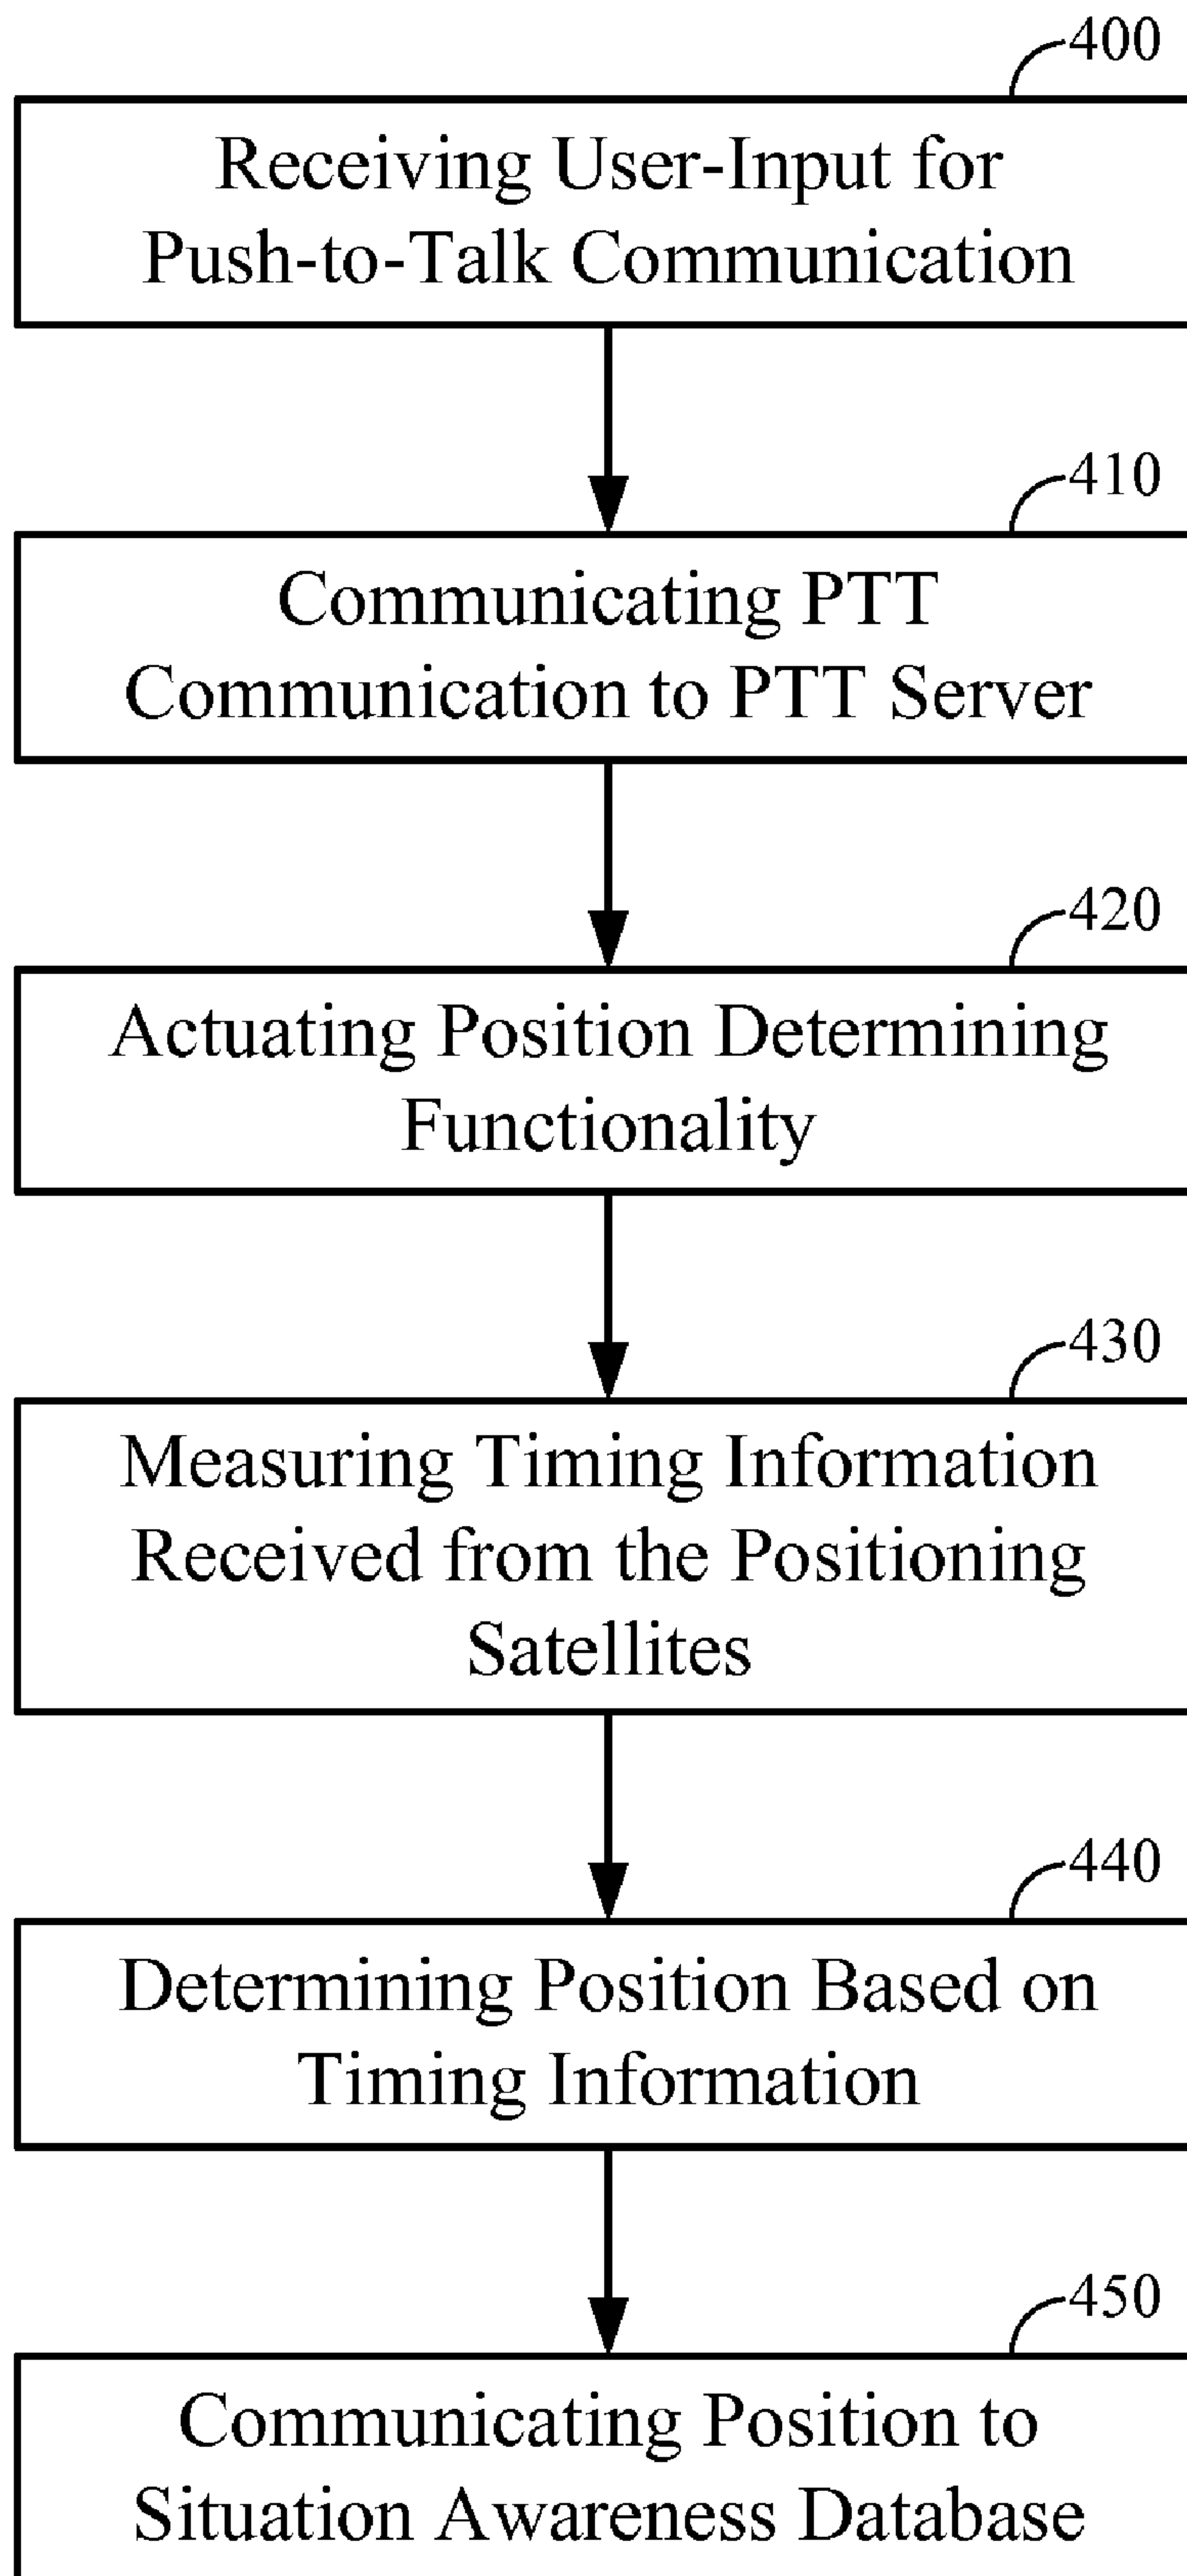 400
Receiving User-Input for
Push-to-Talk Communication
410
Communicating PTT
Communication to PTT Server
420
Actuating Position Determining
Functionality
430
Measuring Timing Information
Received from the Positioning
Satellites
440
Determining Position Based on
Timing Information
450
Communicating Position to
Situation Awareness Database